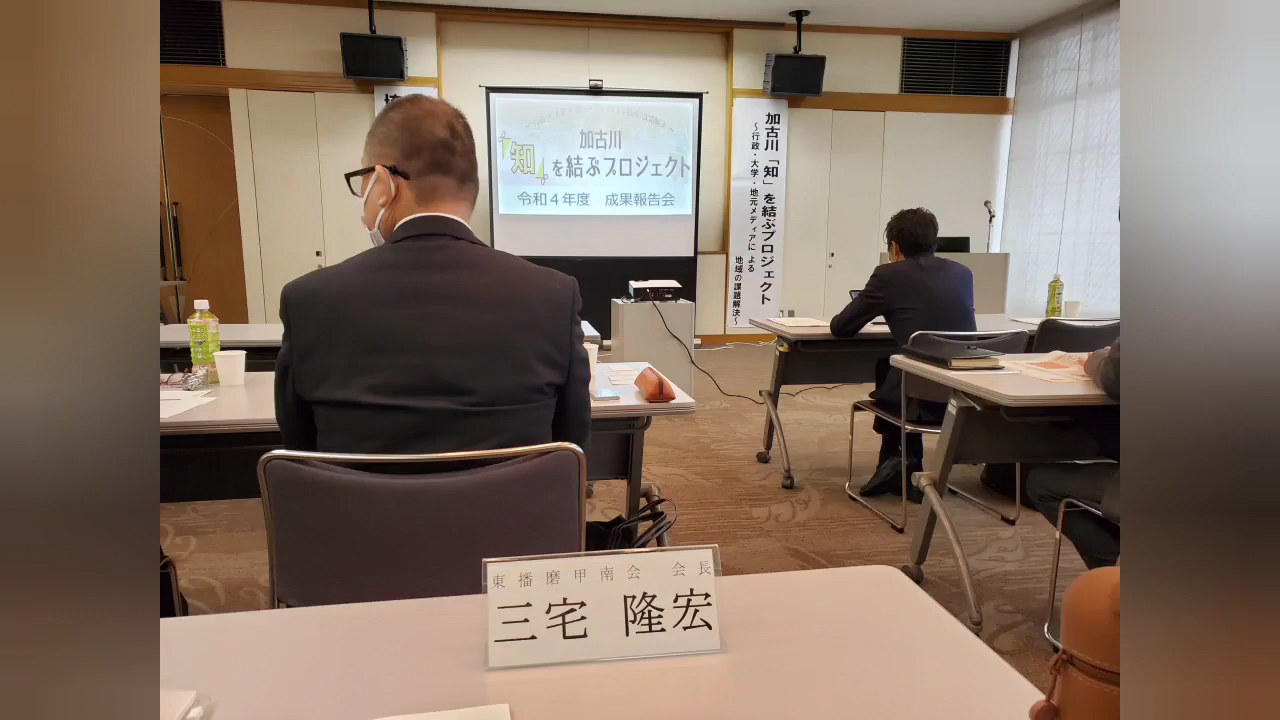 加古川
「知」を結ぶプロジェクト
令和4年度 成果報告会
加古川「知」を結ぶプロジェクト
～行政・大学・地元メディアによる
地域の課題解決～
東播磨甲南会 会長
三宅 隆宏